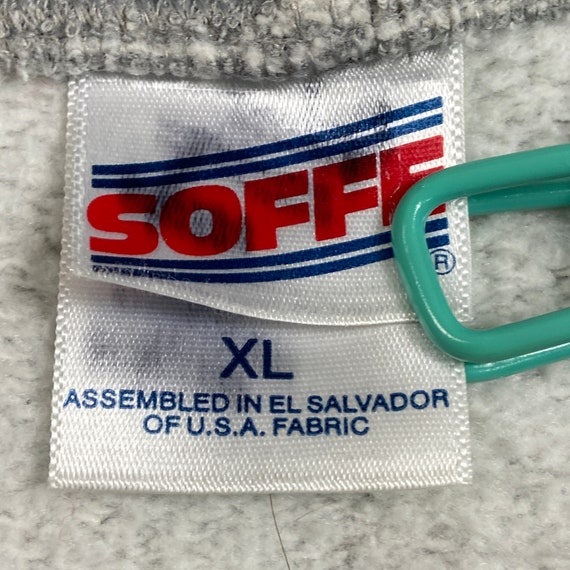 SOFFE
®
XL
ASSEMBLED IN EL SALVADOR
OF U.S.A. FABRIC